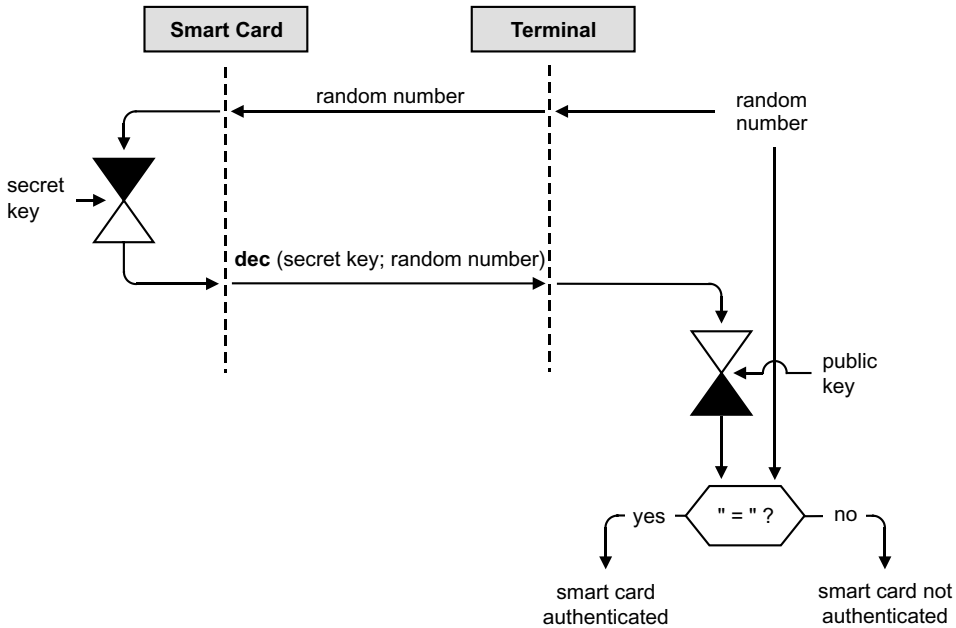 Smart Card
Terminal
random number
random
number
secret
key
dec (secret key; random number)
public
key
yes
" = " ?
no
smart card
authenticated
smart card not
authenticated